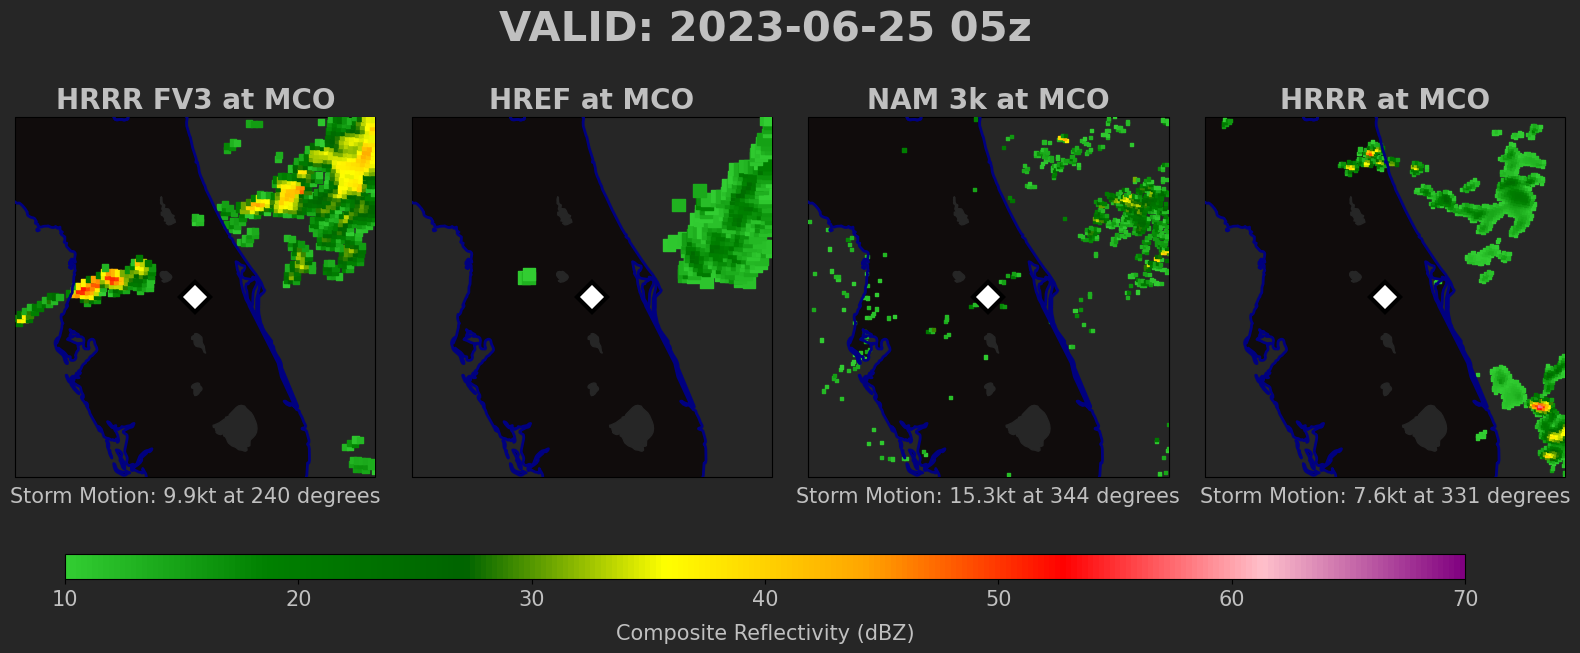 VALID: 2023-06-25 05z
HRRR FV3 at MCO
HREF at MCO
NAM 3k at MCO
HRRR at MCO
Storm Motion: 9.9kt at 240 degrees
Storm Motion: 15.3kt at 344 degrees
Storm Motion: 7.6kt at 331 degrees
10 20 30 40 50 60 70
Composite Reflectivity (dBZ)